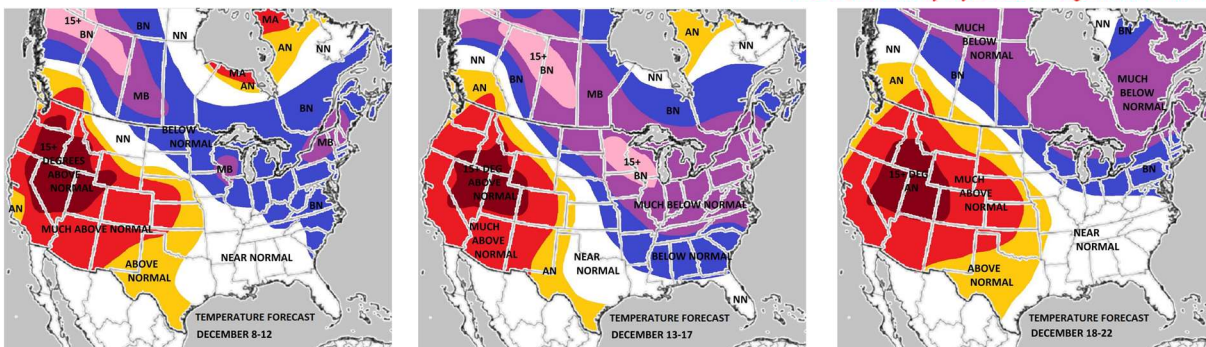 MA
15+
BN
BN
NN
AN
NN
MA
AN
MB
BN
NN
BELOW
NORMAL
15+
DEGREES
ABOVE
NORMAL
MB
MB
AN
BN
MUCH ABOVE NORMAL
NEAR NORMAL
ABOVE
NORMAL
TEMPERATURE FORECAST
DECEMBER 8-12
AN
NN
15+
BN
NN
NN
BN
AN
MB
BN
15+
BN
15+ DEG
ABOVE
NORMAL
MUCH BELOW NORMAL
MUCH
ABOVE
NORMAL
NEAR
NORMAL
BELOW NORMAL
AN
NN
TEMPERATURE FORECAST
DECEMBER 13-17
MUCH
BELOW
NORMAL
NN
BN
NN
AN
BN
MUCH
BELOW
NORMAL
BN
15+ DEG
AN
MUCH
ABOVE
NORMAL
NEAR
NORMAL
ABOVE
NORMAL
TEMPERATURE FORECAST
DECEMBER 18-22